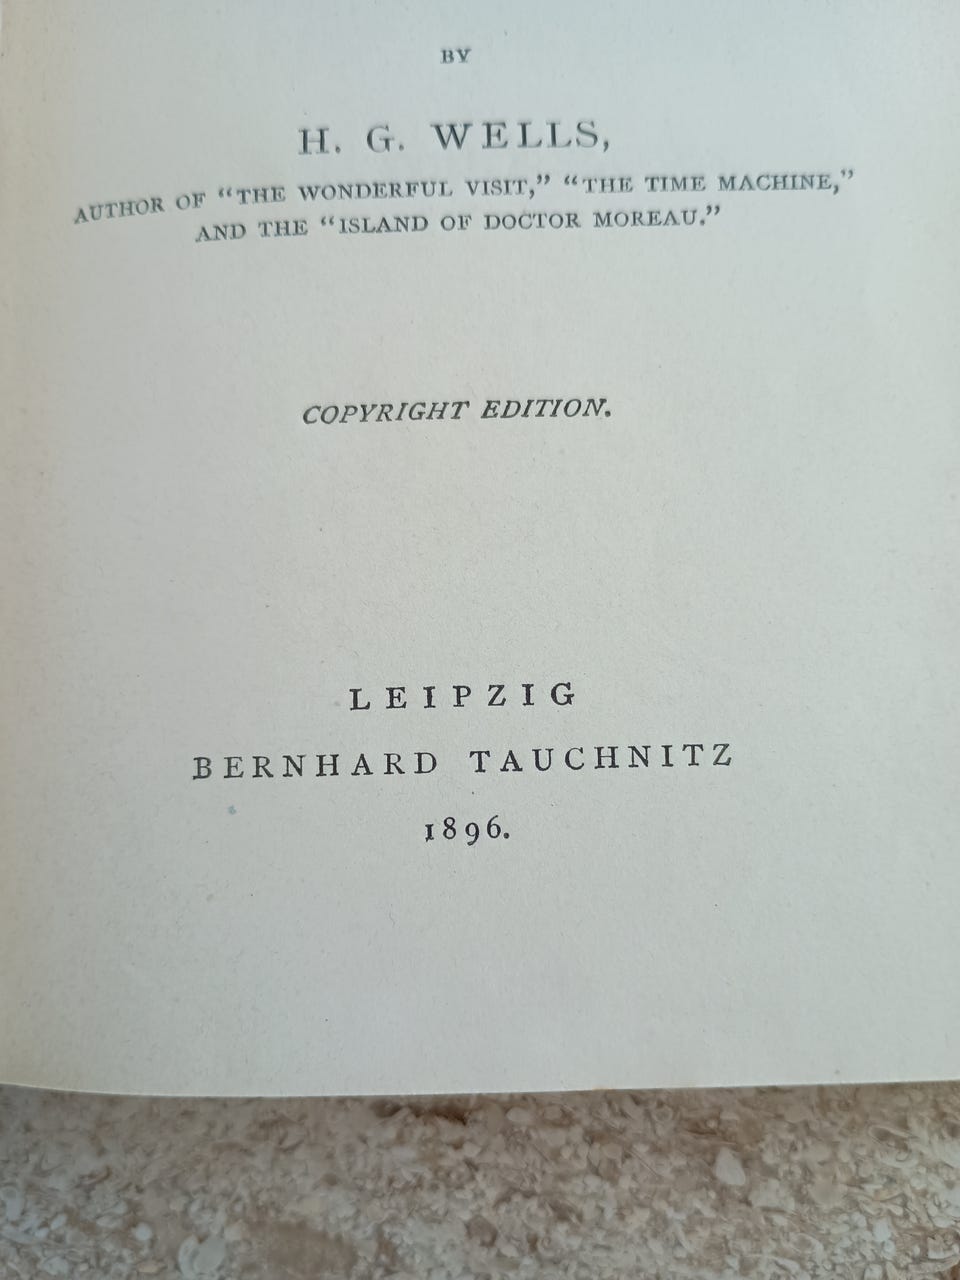 BY
H. G. WELLS,
AUTHOR OF “THE WONDERFUL VISIT,” “THE TIME MACHINE,”
AND THE “ISLAND OF DOCTOR MOREAU.”
COPYRIGHT EDITION.
LEIPZIG
BERNHARD TAUCHNITZ
1896.